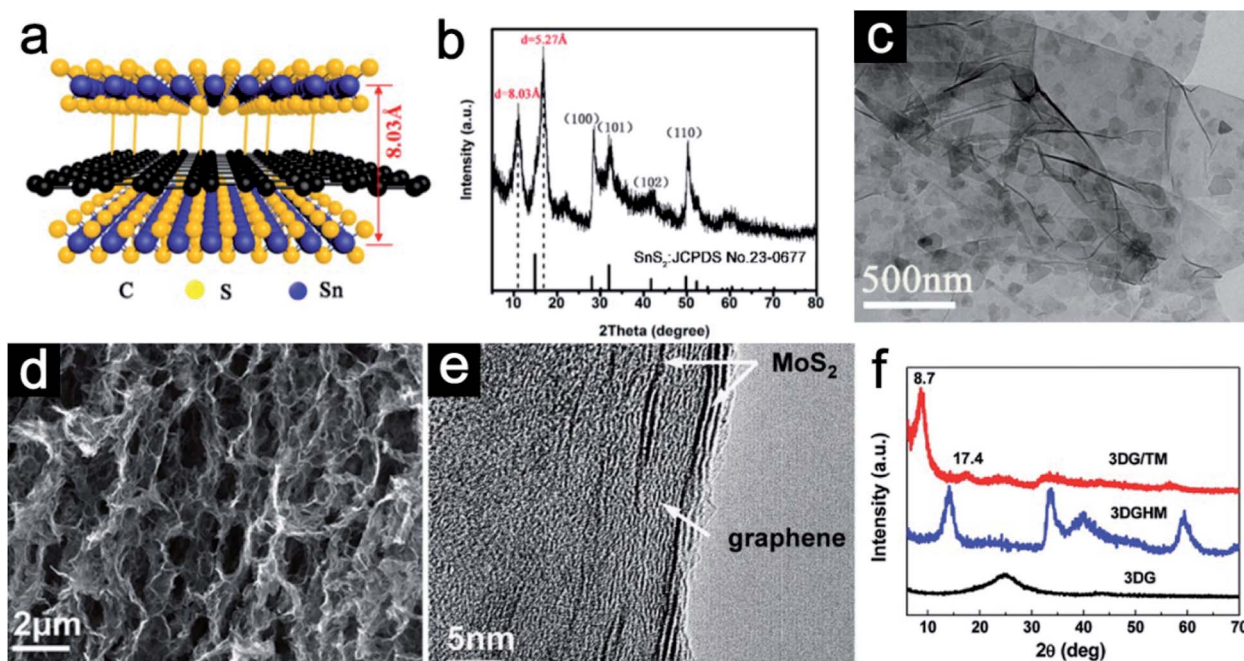 a
8.03Å
C S Sn
b
d=5.27Å
d=8.03Å
(100)
(101)
(102)
(110)
Intensity (a.u.)
SnS₂:JCPDS No.23-0677
5 10 20 30 40 50 60 70 80
2Theta (degree)
c
500nm
d
2μm
e
MoS₂
graphene
5nm
f
8.7
17.4
3DG/TM
3DGHM
3DG
Intensity (a.u.)
10 20 30 40 50 60 70
2θ (deg)